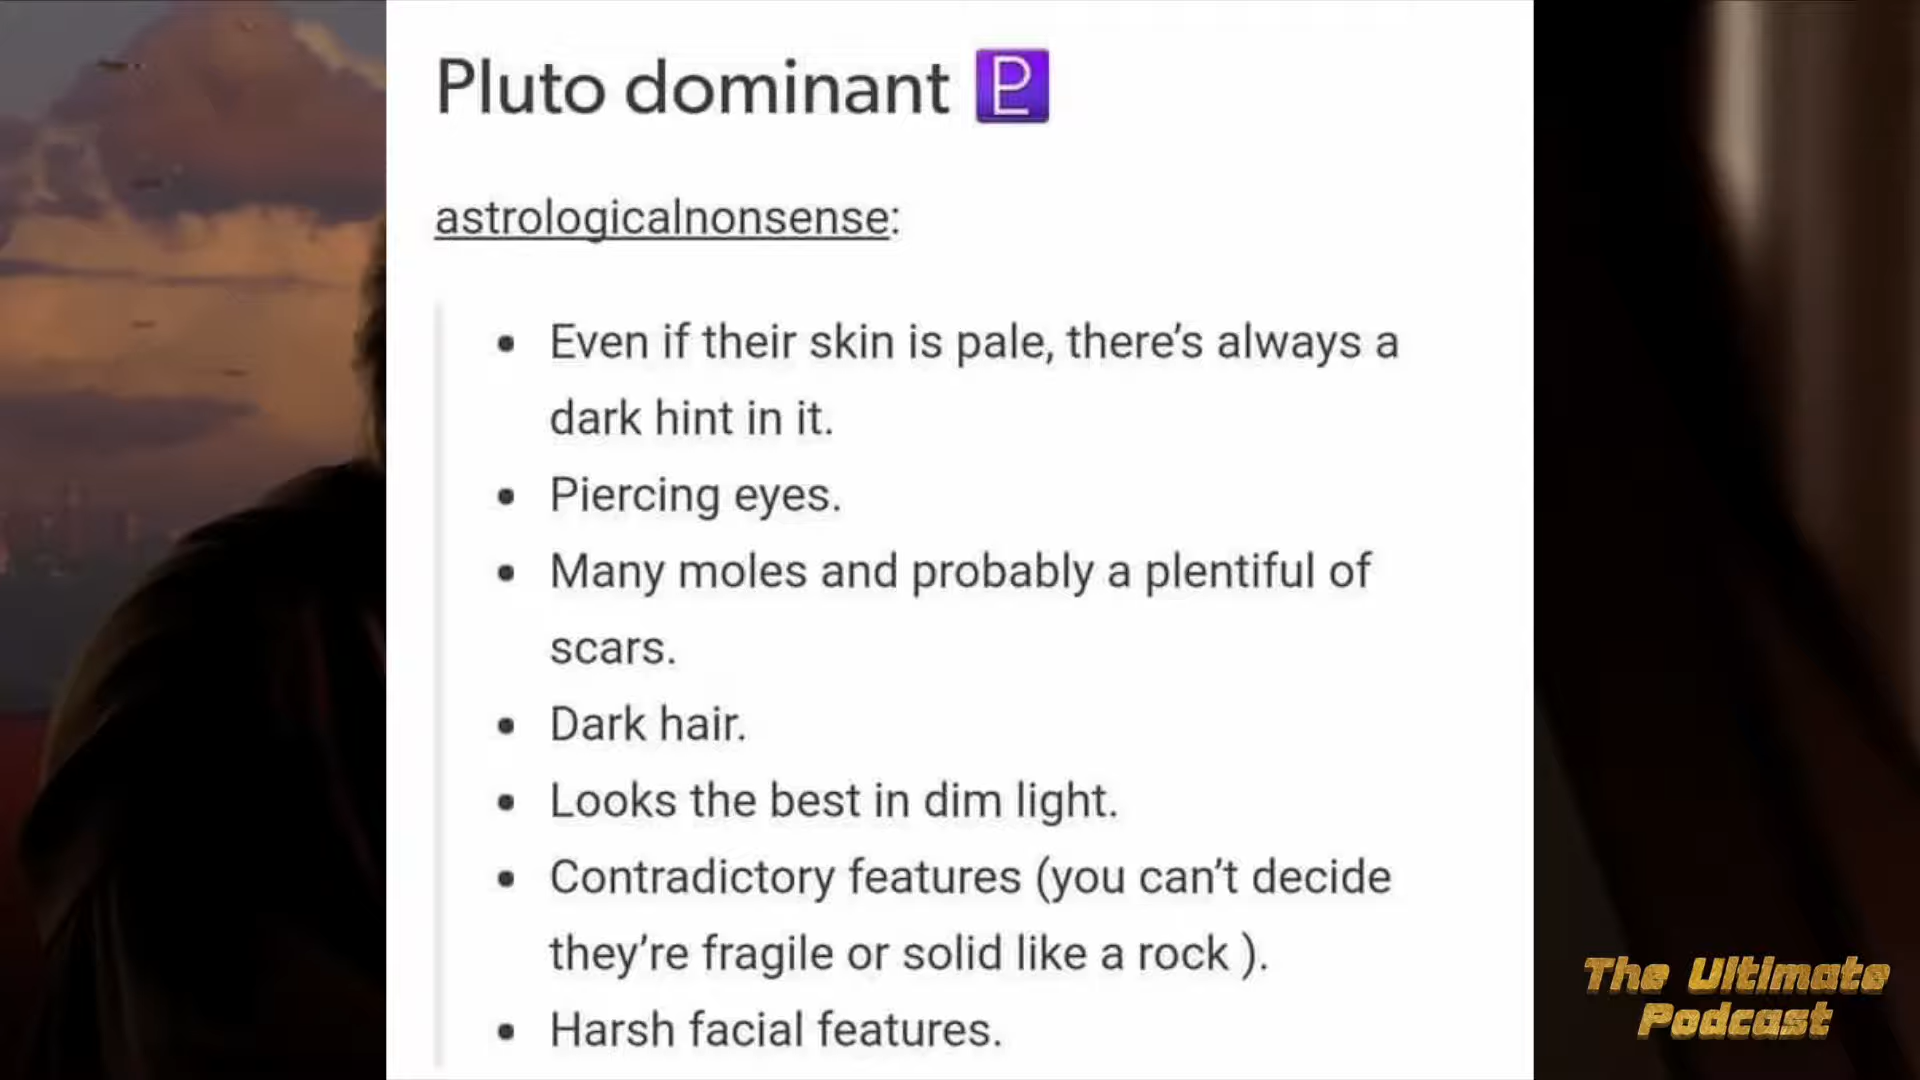 Pluto dominant ♇
astrologicalnonsense:
• Even if their skin is pale, there's always a
dark hint in it.
• Piercing eyes.
• Many moles and probably a plentiful of
scars.
• Dark hair.
• Looks the best in dim light.
• Contradictory features (you can't decide
they're fragile or solid like a rock ).
• Harsh facial features.
The Ultimate
Podcast